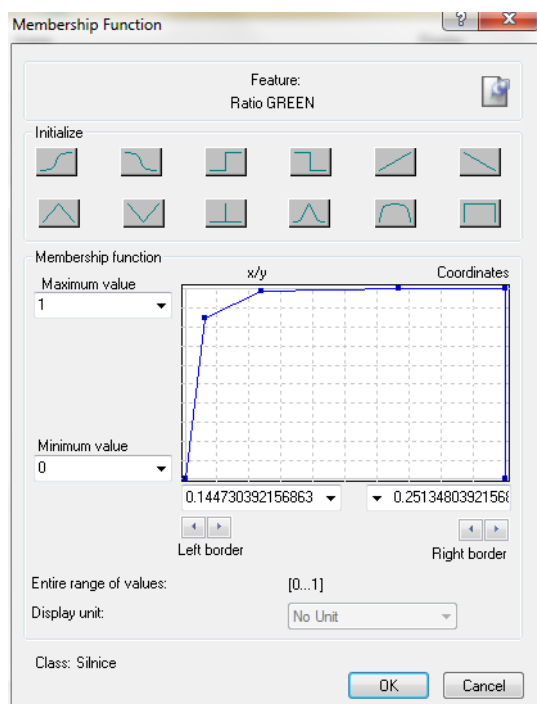 Membership Function
?
Feature:
Ratio GREEN
Initialize
Membership function
x/y
Coordinates
Maximum value
1
Minimum value
0
0.144730392156863
0.2513480392156
Left border
Right border
Entire range of values:
[0...1]
Display unit:
No Unit
Class: Silnice
OK
Cancel